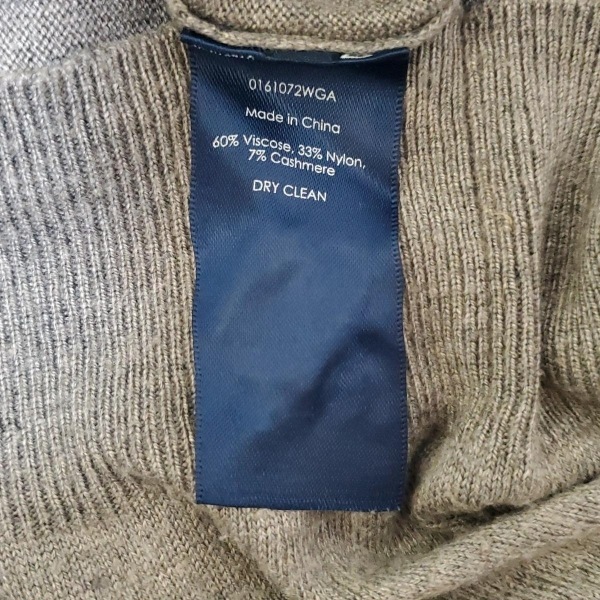 0161072WGA
Made in China
60% Viscose, 33% Nylon,
7% Cashmere
DRY CLEAN